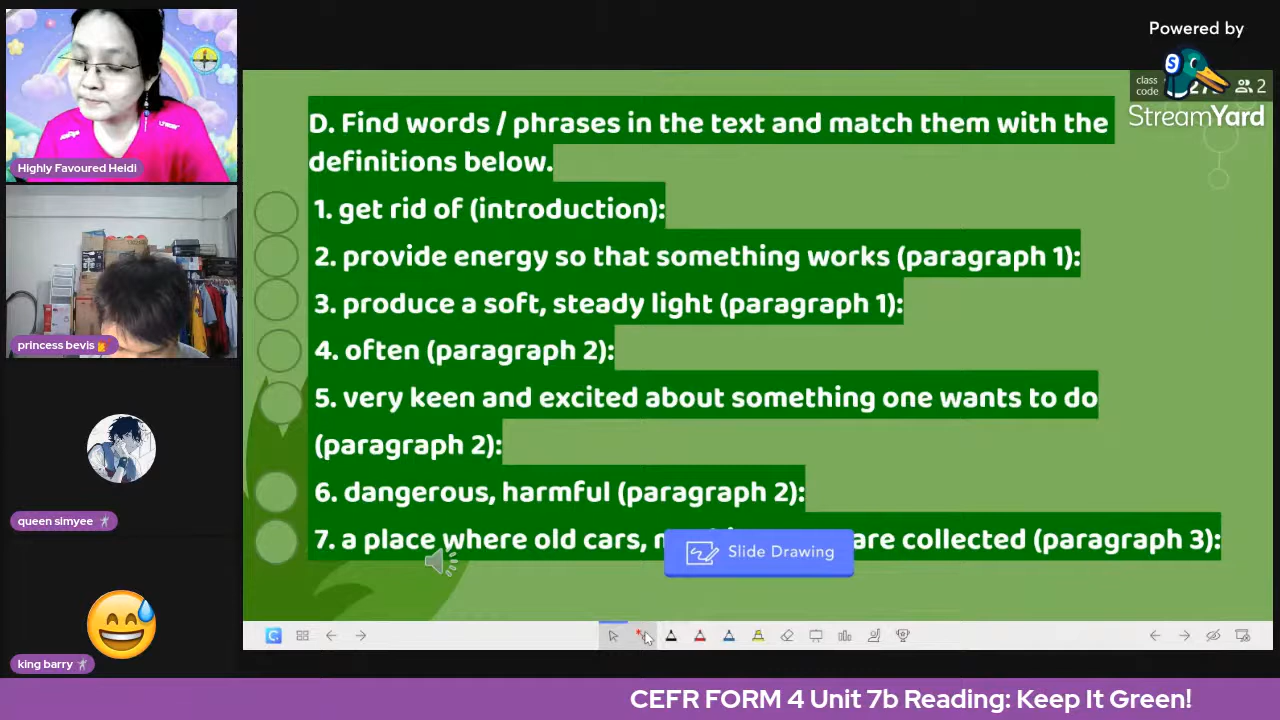 Powered by
class
code
2
StreamYard
D. Find words / phrases in the text and match them with the
definitions below.
1. get rid of (introduction):
2. provide energy so that something works (paragraph 1):
3. produce a soft, steady light (paragraph 1):
4. often (paragraph 2):
5. very keen and excited about something one wants to do
(paragraph 2):
6. dangerous, harmful (paragraph 2):
7. a place where old cars, are collected (paragraph 3):
Slide Drawing
Highly Favoured Heidi
princess bevis
queen simyee
king barry
CEFR FORM 4 Unit 7b Reading: Keep It Green!